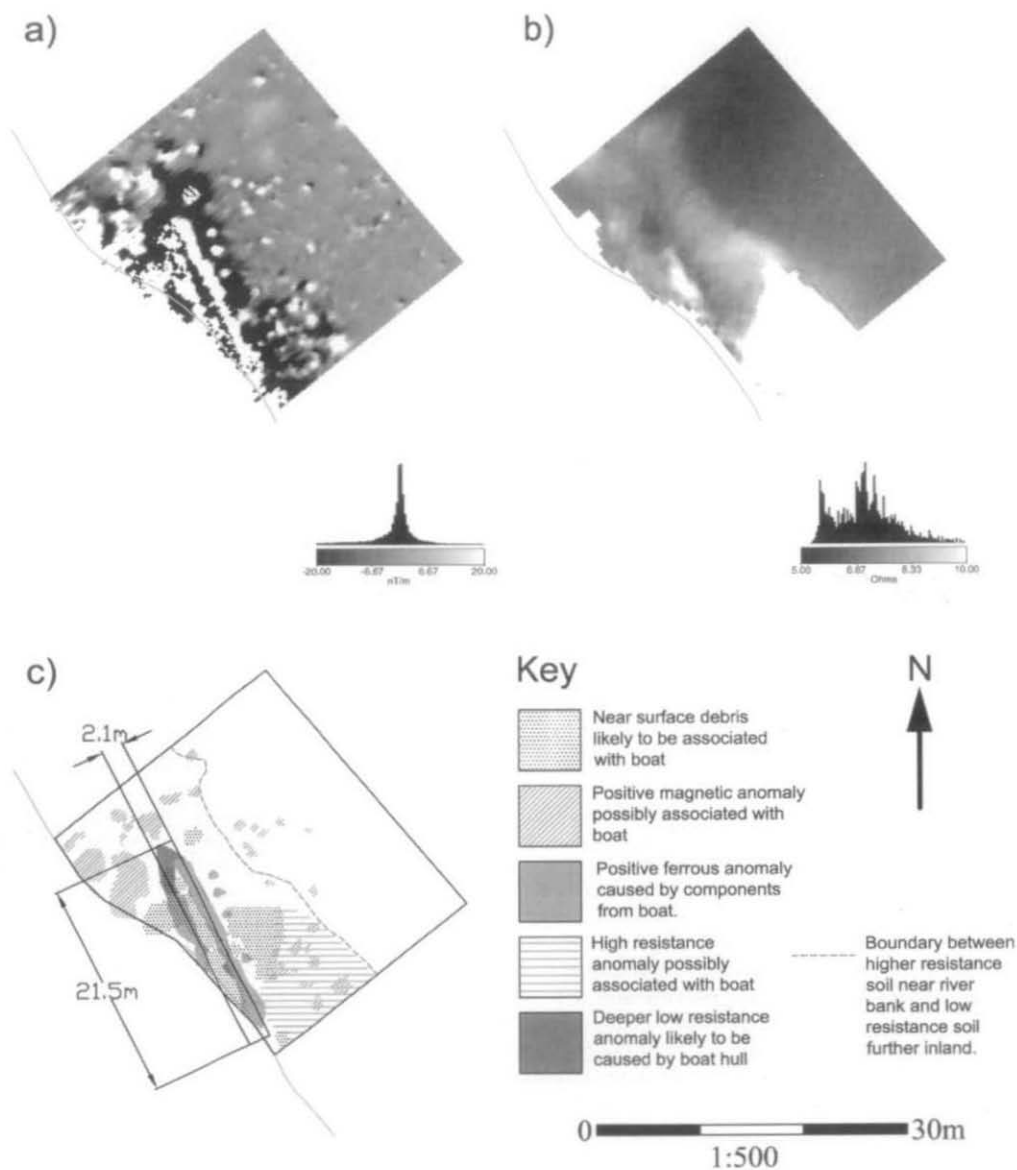 a)
b)
-20.00 -6.67 6.67 20.00
nT/m
5.00 6.67 8.33 10.00
Ohms
c)
2.1m
21.5m
Key
N
Near surface debris
likely to be associated
with boat
Positive magnetic anomaly
possibly associated with
boat
Positive ferrous anomaly
caused by components
from boat.
High resistance
anomaly possibly
associated with boat
Deeper low resistance
anomaly likely to be
caused by boat hull
Boundary between
higher resistance
soil near river
bank and low
resistance soil
further inland.
0 30m
1:500